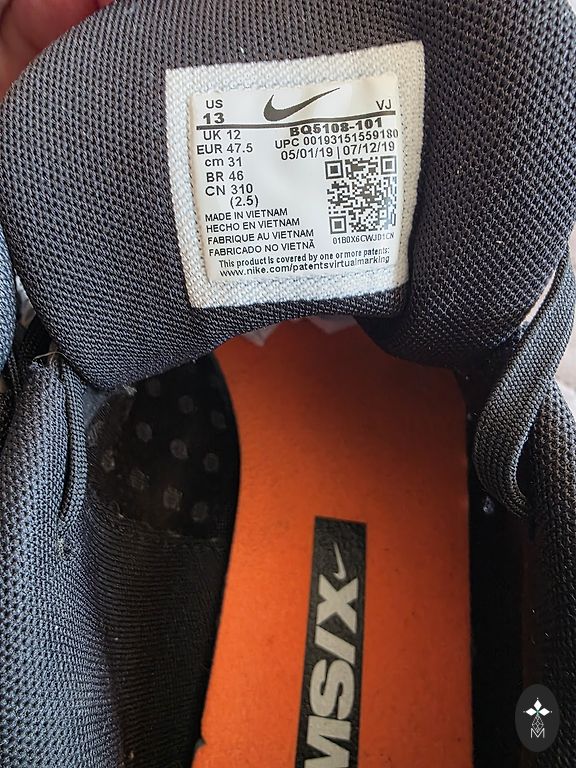 US
13
VJ
UK 12
BQ5108-101
EUR 47.5
UPC 00193151559180
cm 31
05/01/19 | 07/12/19
BR 46
CN 310
(2.5)
MADE IN VIETNAM
HECHO EN VIETNAM
FABRIQUE AU VIETNAM
FABRICADO NO VIETNÃ
01B0X6CWJD1CN
This product is covered by one or more patents:
www.nike.com/patentsvirtualmarking
MSIX
M